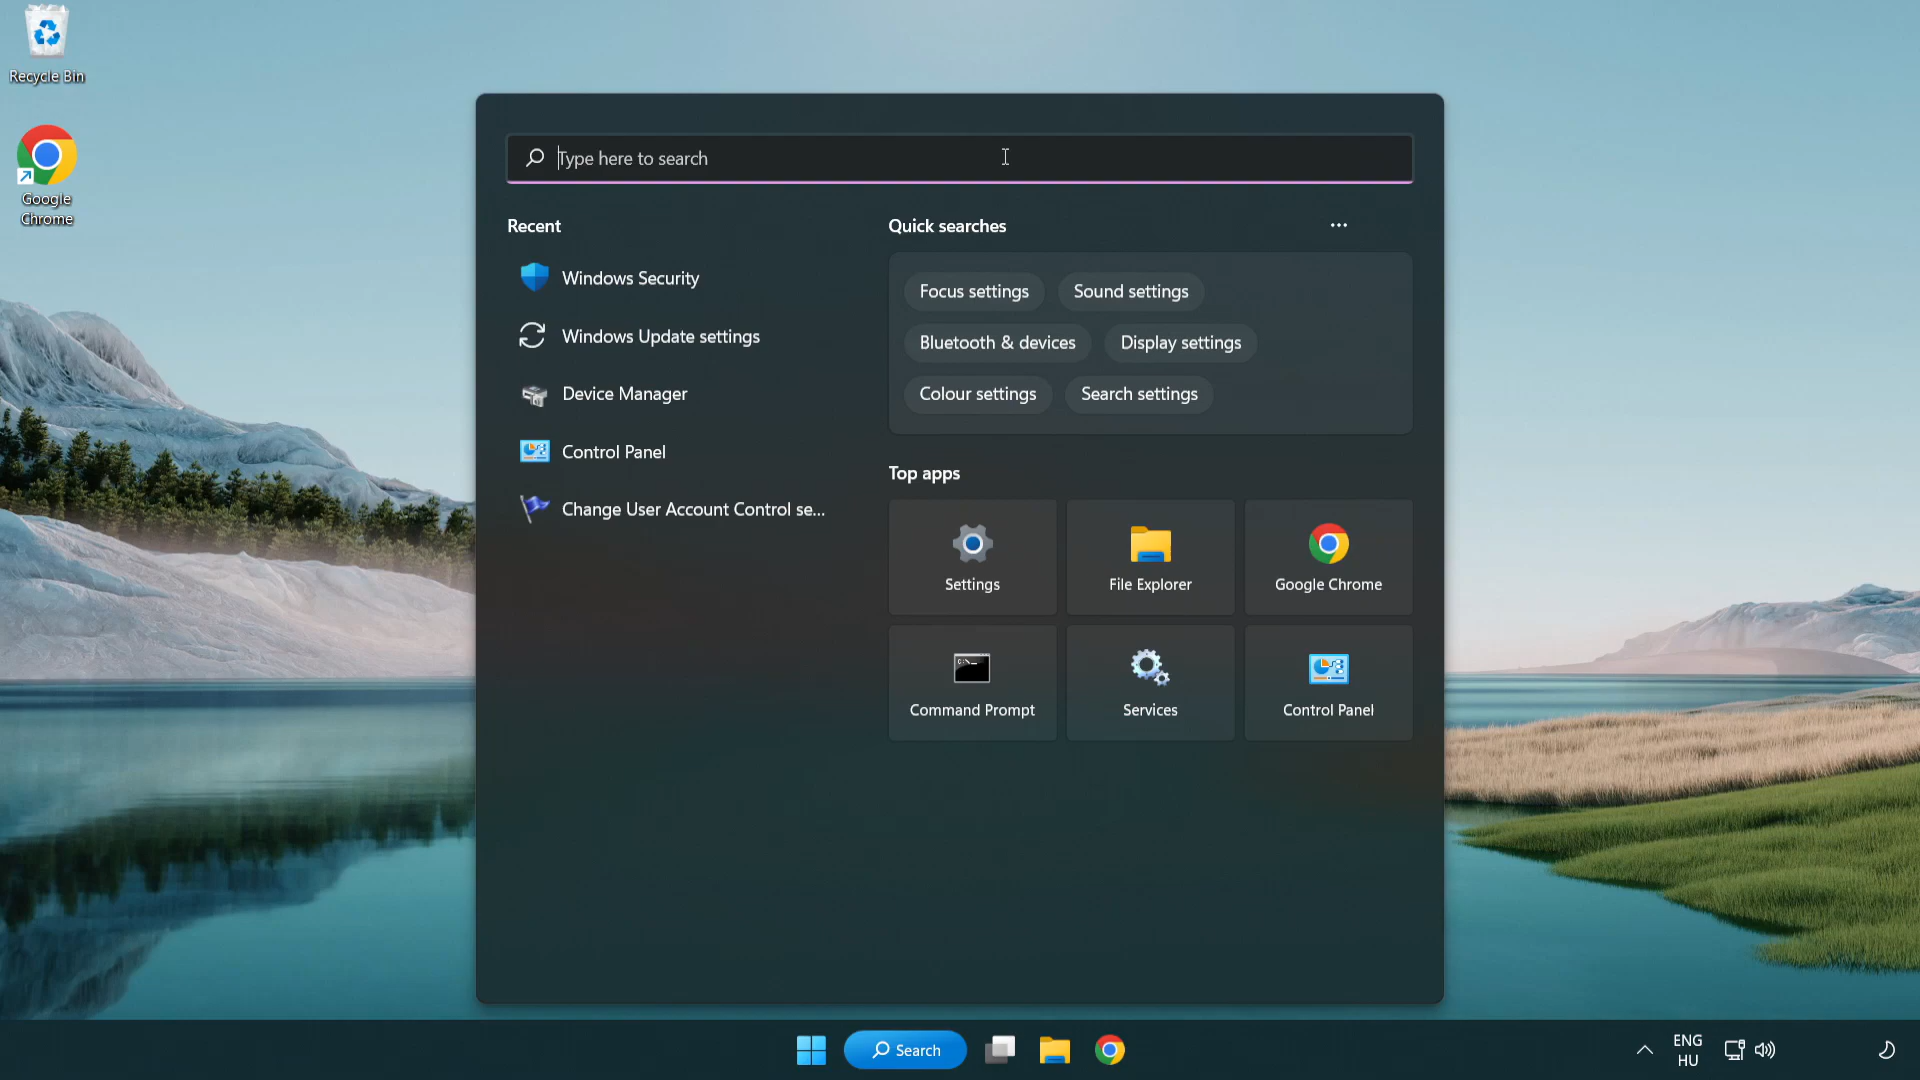 Recycle Bin
Google
Chrome
Type here to search
Recent
Windows Security
Windows Update settings
Device Manager
Control Panel
Change User Account Control se...
Quick searches
Focus settings
Sound settings
Bluetooth & devices
Display settings
Colour settings
Search settings
Top apps
Settings
File Explorer
Google Chrome
Command Prompt
Services
Control Panel
Search
ENG
HU